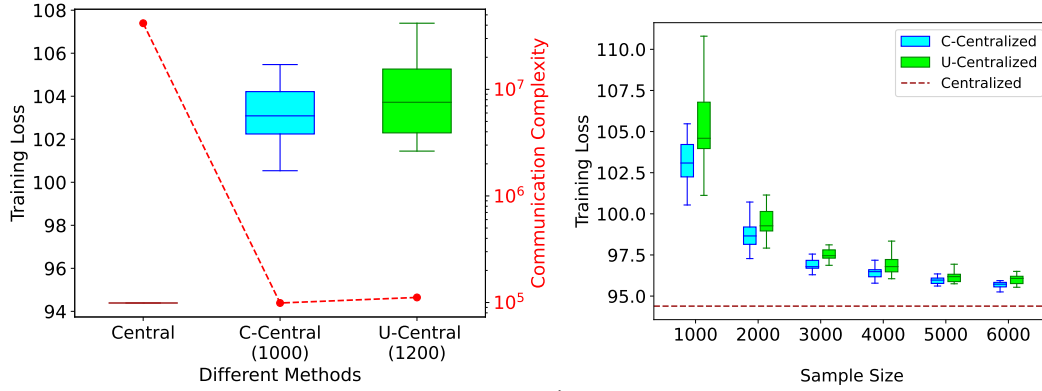 108
106
104
102
100
98
96
94
Training Loss
Central
C-Central
(1000)
U-Central
(1200)
Different Methods
10^7
10^6
10^5
Communication Complexity
110.0
107.5
105.0
102.5
100.0
97.5
95.0
Training Loss
C-Centralized
U-Centralized
Centralized
1000
2000
3000
4000
5000
6000
Sample Size